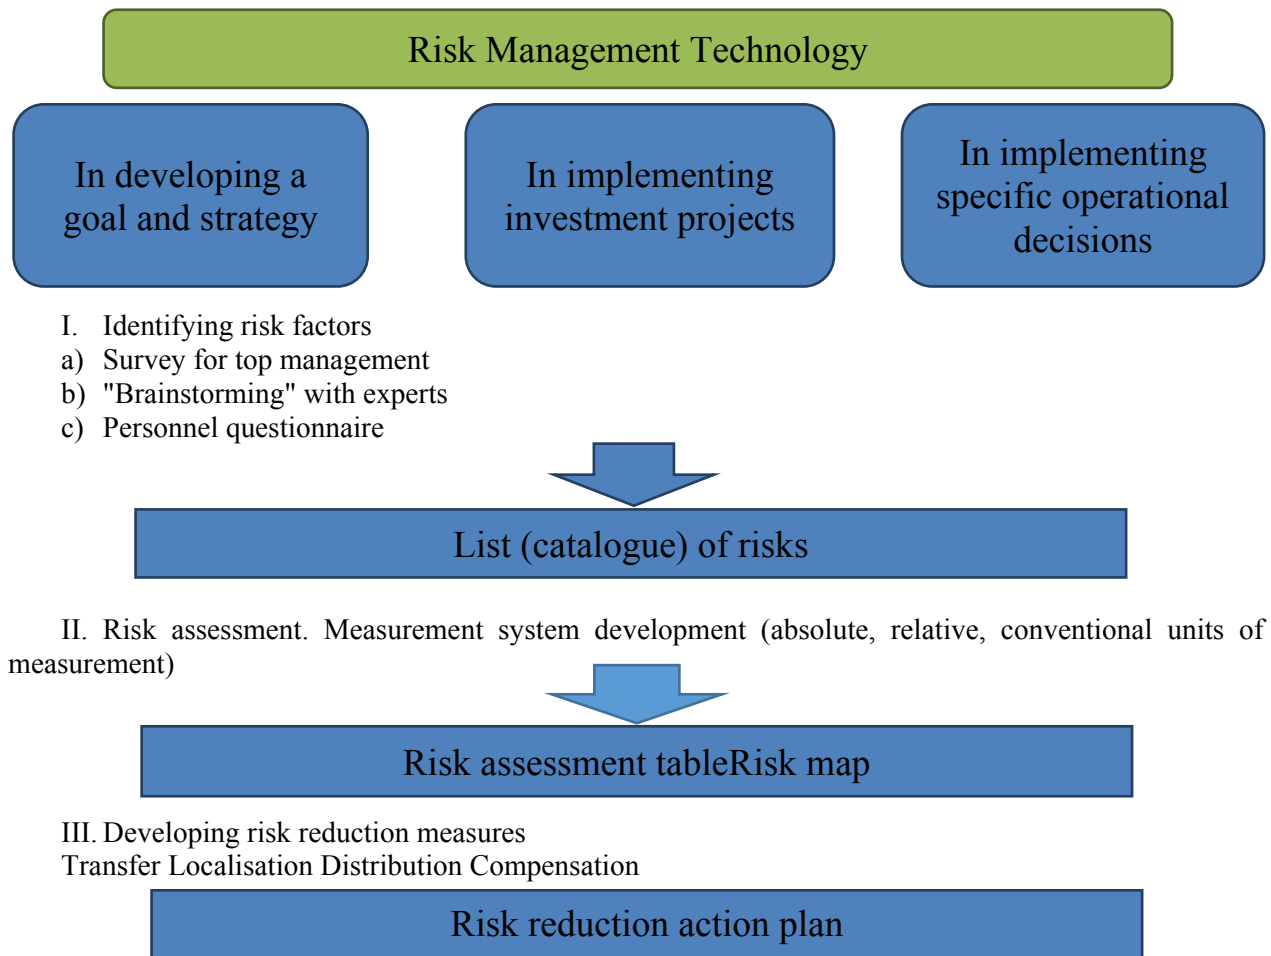 Risk Management Technology
In developing a
goal and strategy
In implementing
investment projects
In implementing
specific operational
decisions
I. Identifying risk factors
a) Survey for top management
b) "Brainstorming" with experts
c) Personnel questionnaire
List (catalogue) of risks
II. Risk assessment. Measurement system development (absolute, relative, conventional units of
measurement)
Risk assessment tableRisk map
III. Developing risk reduction measures
Transfer Localisation Distribution Compensation
Risk reduction action plan